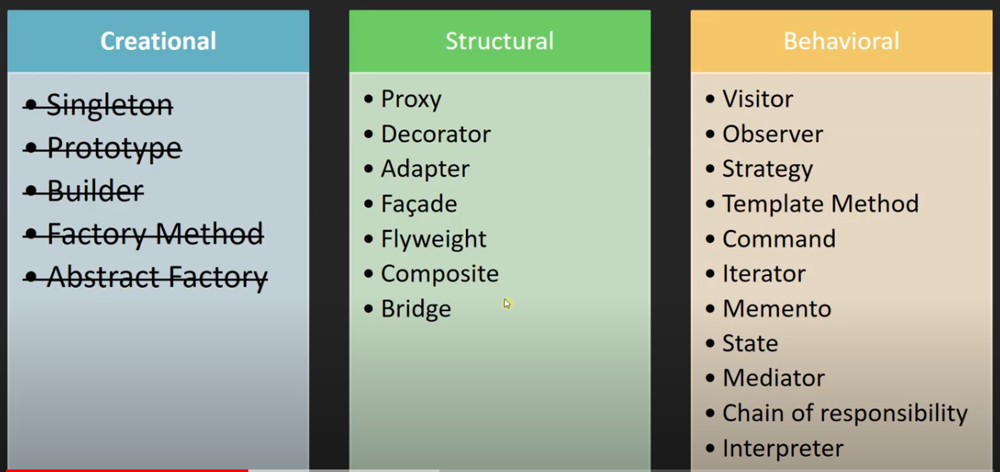 Creational
• Singleton
• Prototype
• Builder
• Factory Method
• Abstract Factory
Structural
• Proxy
• Decorator
• Adapter
• Façade
• Flyweight
• Composite
• Bridge
Behavioral
• Visitor
• Observer
• Strategy
• Template Method
• Command
• Iterator
• Memento
• State
• Mediator
• Chain of responsibility
• Interpreter